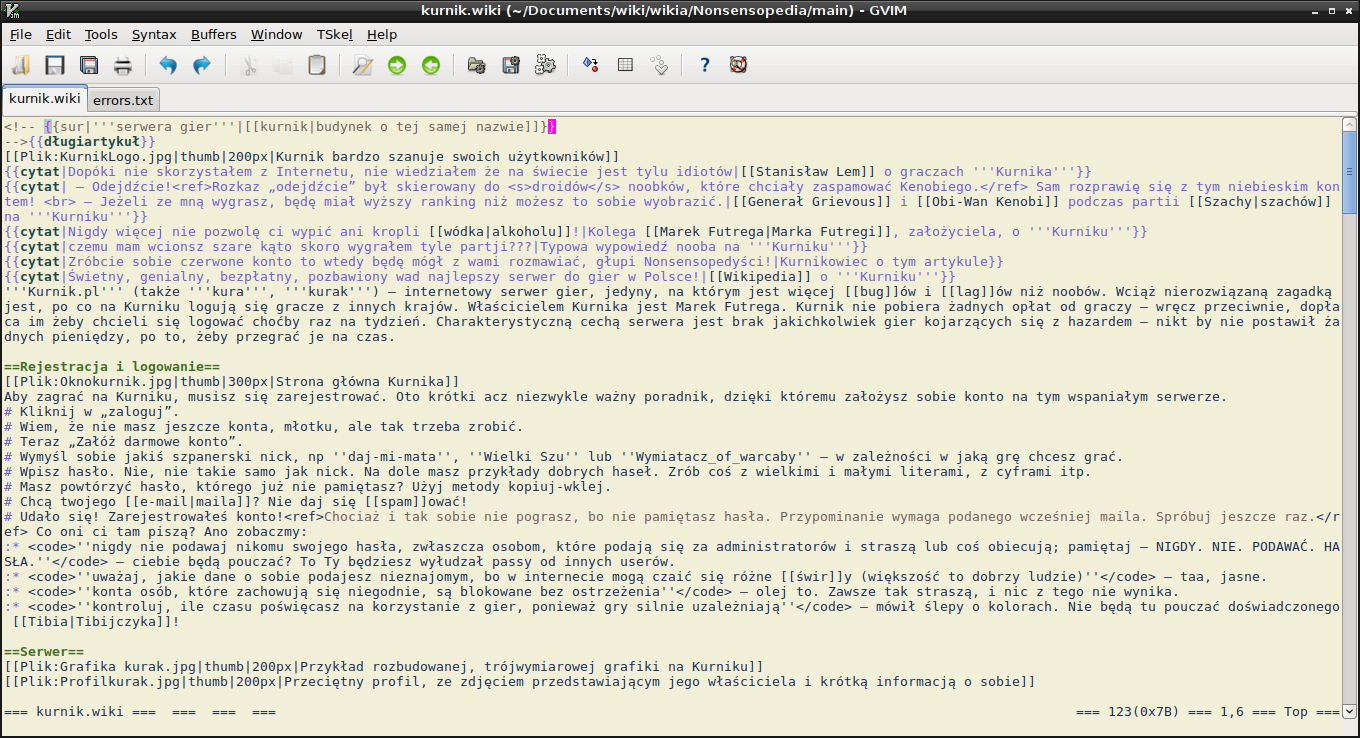 kurnik.wiki (~/Documents/wiki/wikia/Nonsensopedia/main) - GVIM
File Edit Tools Syntax Buffers Window TSkel Help
kurnik.wiki errors.txt
<!-- {{sur|'''serwera gier'''|[[kurnik|budynek o tej samej nazwie]]}}
-->{{długiartykuł}}
[[Plik:KurnikLogo.jpg|thumb|200px|Kurnik bardzo szanuje swoich użytkowników]]
{{cytat|Dopóki nie skorzystałem z Internetu, nie wiedziałem że na świecie jest tylu idiotów|[[Stanisław Lem]] o graczach '''Kurnika'''}}
{{cytat| – Odejdźcie!<ref>Rozkaz „odejdźcie” był skierowany do <s>droidów</s> noobków, które chciały zaspamować Kenobiego.</ref> Sam rozprawię się z tym niebieskim kon
tem! <br> – Jeżeli ze mną wygrasz, będę miał wyższy ranking niż możesz to sobie wyobrazić.|[[Generał Grievous]] i [[Obi-Wan Kenobi]] podczas partii [[Szachy|szachów]]
na '''Kurniku'''}}
{{cytat|Nigdy więcej nie pozwolę ci wypić ani kropli [[wódka|alkoholu]]!|Kolega [[Marek Futrega|Marka Futregi]], założyciela, o '''Kurniku'''}}
{{cytat|czemu mam wcionsz szare kąto skoro wygrałem tyle partji???|Typowa wypowiedź nooba na '''Kurniku'''}}
{{cytat|Zróbcie sobie czerwone konto to wtedy będę mógł z wami rozmawiać, głupi Nonsensopedyści!|Kurnikowiec o tym artykule}}
{{cytat|Świetny, genialny, bezpłatny, pozbawiony wad najlepszy serwer do gier w Polsce!|[[Wikipedia]] o '''Kurniku'''}}
'''Kurnik.pl''' (także '''kura''', '''kurak''') – internetowy serwer gier, jedyny, na którym jest więcej [[bug]]ów i [[lag]]ów niż noobów. Wciąż nierozwiązaną zagadką
jest, po co na Kurniku logują się gracze z innych krajów. Właścicielem Kurnika jest Marek Futrega. Kurnik nie pobiera żadnych opłat od graczy – wręcz przeciwnie, dopła
ca im żeby chcieli się logować choćby raz na tydzień. Charakterystyczną cechą serwera jest brak jakichkolwiek gier kojarzących się z hazardem – nikt by nie postawił ża
dnych pieniędzy, po to, żeby przegrać je na czas.
==Rejestracja i logowanie==
[[Plik:Oknokurnik.jpg|thumb|300px|Strona główna Kurnika]]
Aby zagrać na Kurniku, musisz się zarejestrować. Oto krótki acz niezwykle ważny poradnik, dzięki któremu założysz sobie konto na tym wspaniałym serwerze.
# Kliknij w „zaloguj”.
# Wiem, że nie masz jeszcze konta, młotku, ale tak trzeba zrobić.
# Teraz „Załóż darmowe konto”.
# Wymyśl sobie jakiś szpanerski nick, np ''daj-mi-mata'', ''Wielki Szu'' lub ''Wymiatacz_of_warcaby'' – w zależności w jaką grę chcesz grać.
# Wpisz hasło. Nie, nie takie samo jak nick. Na dole masz przykłady dobrych haseł. Zrób coś z wielkimi i małymi literami, z cyframi itp.
# Masz powtórzyć hasło, którego już nie pamiętasz? Użyj metody kopiuj-wklej.
# Chcą twojego [[e-mail|maila]]? Nie daj się [[spam]]ować!
# Udało się! Zarejestrowałeś konto!<ref>Chociaż i tak sobie nie pograsz, bo nie pamiętasz hasła. Przypominanie wymaga podanego wcześniej maila. Spróbuj jeszcze raz.</r
ef> Co oni ci tam piszą? Ano zobaczmy:
:* <code>''nigdy nie podawaj nikomu swojego hasła, zwłaszcza osobom, które podają się za administratorów i straszą lub coś obiecują; pamiętaj – NIGDY. NIE. PODAWAĆ. HA
SŁA.''</code> – ciebie będą pouczać? To Ty będziesz wyłudzał passy od innych userów.
:* <code>''uważaj, jakie dane o sobie podajesz nieznajomym, bo w internecie mogą czaić się różne [[świr]]y (większość to dobrzy ludzie)''</code> – taa, jasne.
:* <code>''konta osób, które zachowują się niegodnie, są blokowane bez ostrzeżenia''</code> – olej to. Zawsze tak straszą, i nic z tego nie wynika.
:* <code>''kontroluj, ile czasu poświęcasz na korzystanie z gier, ponieważ gry silnie uzależniają''</code> – mówił ślepy o kolorach. Nie będą tu pouczać doświadczonego
[[Tibia|Tibijczyka]]!
==Serwer==
[[Plik:Grafika kurak.jpg|thumb|200px|Przykład rozbudowanej, trójwymiarowej grafiki na Kurniku]]
[[Plik:Profilkurak.jpg|thumb|200px|Przeciętny profil, ze zdjęciem przedstawiającym jego właściciela i krótką informacją o sobie]]
=== kurnik.wiki ===  ===  ===  === === 123(0x7B) === 1,6 === Top ===